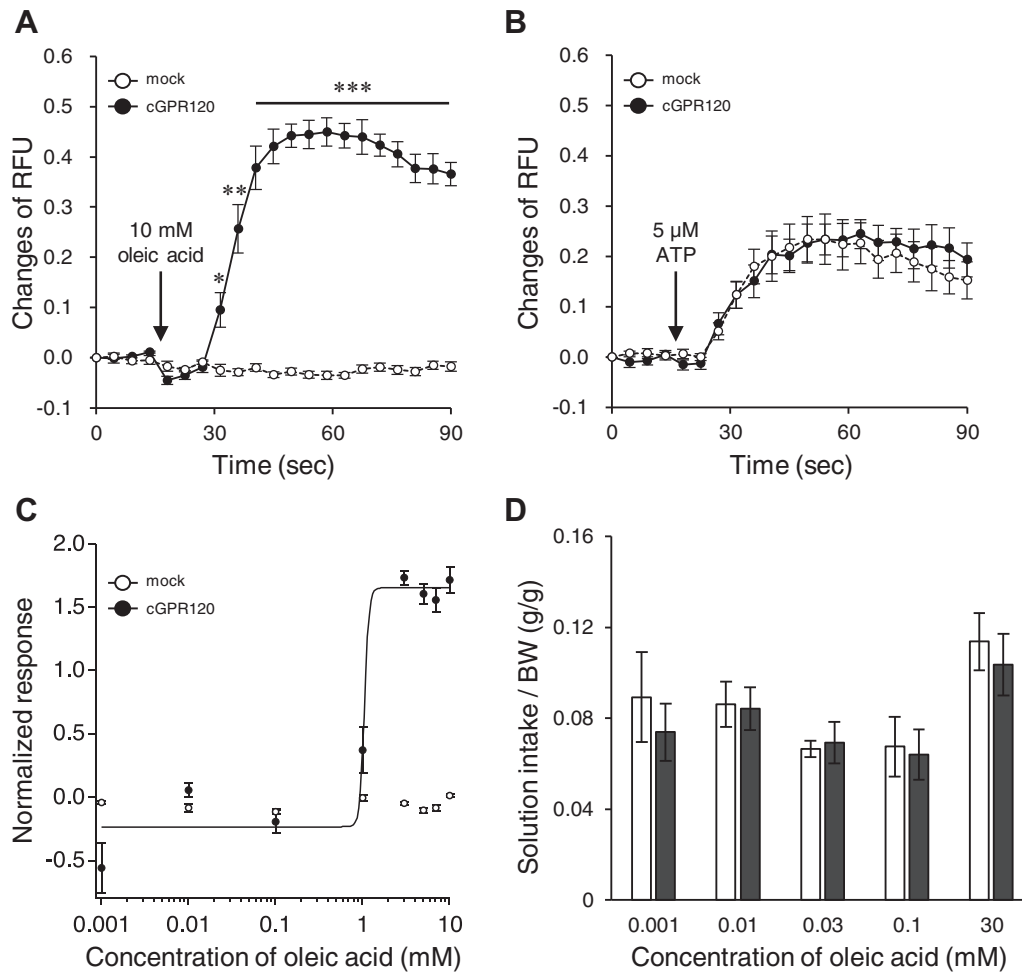 A
0.6
0.5
0.4
0.3
0.2
0.1
0.0
-0.1
Changes of RFU
mock
cGPR120
***
**
*
10 mM
oleic acid
0 30 60 90
Time (sec)
B
0.6
0.5
0.4
0.3
0.2
0.1
0.0
-0.1
Changes of RFU
mock
cGPR120
5 µM
ATP
0 30 60 90
Time (sec)
C
2.0
1.5
1.0
0.5
0.0
-0.5
Normalized response
mock
cGPR120
0.001 0.01 0.1 1 10
Concentration of oleic acid (mM)
D
0.16
0.12
0.08
0.04
0
Solution intake / BW (g/g)
0.001 0.01 0.03 0.1 30
Concentration of oleic acid (mM)